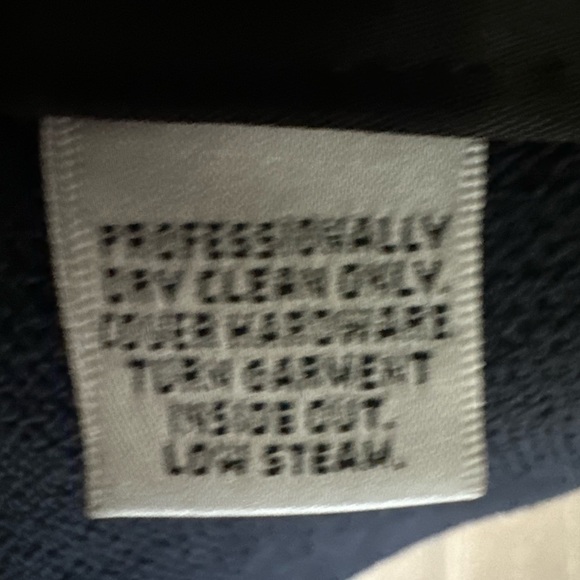 PROFESSIONALLY
DRY CLEAN ONLY.
COVER HARDWARE.
TURN GARMENT
INSIDE OUT.
LOW STEAM.